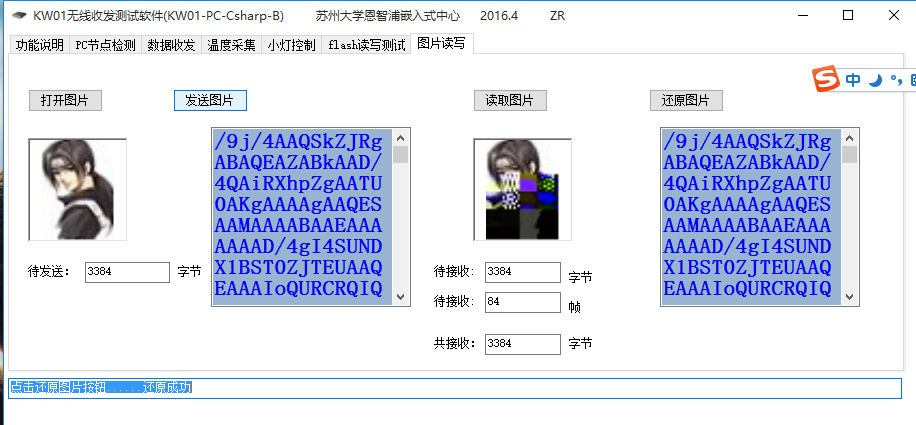 KW01无线收发测试软件(KW01-PC-Csharp-B) 苏州大学恩智浦嵌入式中心 2016.4 ZR
功能说明 PC节点检测 数据收发 温度采集 小灯控制 flash读写测试 图片读写
中
打开图片 发送图片 读取图片 还原图片
/9j/4AAQSkZJRg
ABAQEAZABkAAD/
4QAiRXhpZgAATU
0AKgAAAAgAAQES
AAMAAAABAAEAAA
AAAAD/4gI4SUND
X1BST0ZJTEUAAQ
EAAAIoQURCRQIQ
/9j/4AAQSkZJRg
ABAQEAZABkAAD/
4QAiRXhpZgAATU
0AKgAAAAgAAQES
AAMAAAABAAEAAA
AAAAD/4gI4SUND
X1BST0ZJTEUAAQ
EAAAIoQURCRQIQ
待发送: 3384 字节
待接收: 3384 字节
待接收: 84 帧
共接收: 3384 字节
点击还原图片按钮......还原成功